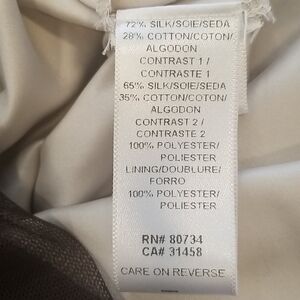 72% SILK/SOIE/SEDA
28% COTTON/COTON/
ALGODON
CONTRAST 1 /
CONTRASTE 1
65% SILK/SOIE/SEDA
35% COTTON/COTON/
ALGODON
CONTRAST 2 /
CONTRASTE 2
100% POLYESTER/
POLIESTER
LINING/DOUBLURE/
FORRO
100% POLYESTER/
POLIESTER
RN# 80734
CA# 31458
CARE ON REVERSE